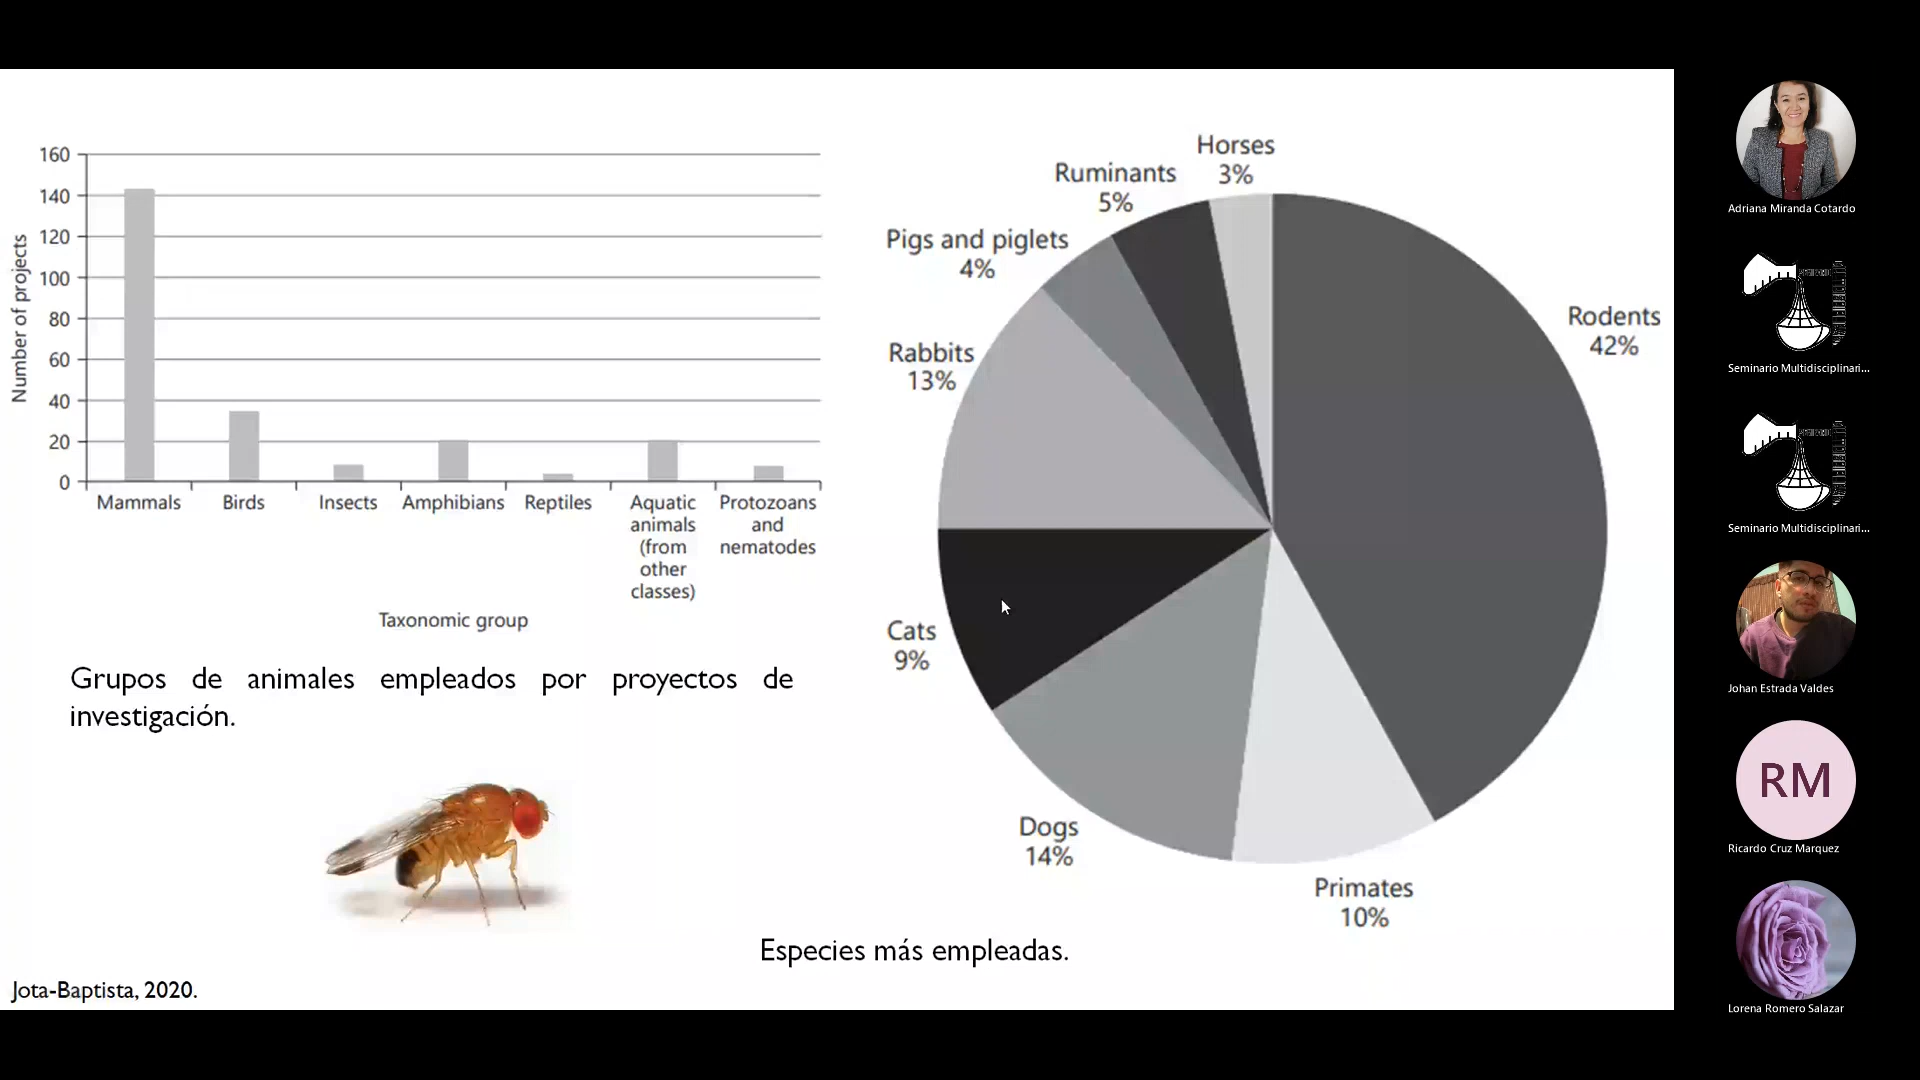 160
140
120
100
80
60
40
20
0
Number of projects
Mammals
Birds
Insects
Amphibians
Reptiles
Aquatic
animals
(from
other
classes)
Protozoans
and
nematodes
Taxonomic group
Grupos de animales empleados por proyectos de
investigación.
Horses
3%
Ruminants
5%
Pigs and piglets
4%
Rabbits
13%
Rodents
42%
Cats
9%
Dogs
14%
Primates
10%
Especies más empleadas.
Jota-Baptista, 2020.
Adriana Miranda Cotardo
Seminario Multidisciplinari...
Seminario Multidisciplinari...
Johan Estrada Valdes
RM
Ricardo Cruz Marquez
Lorena Romero Salazar